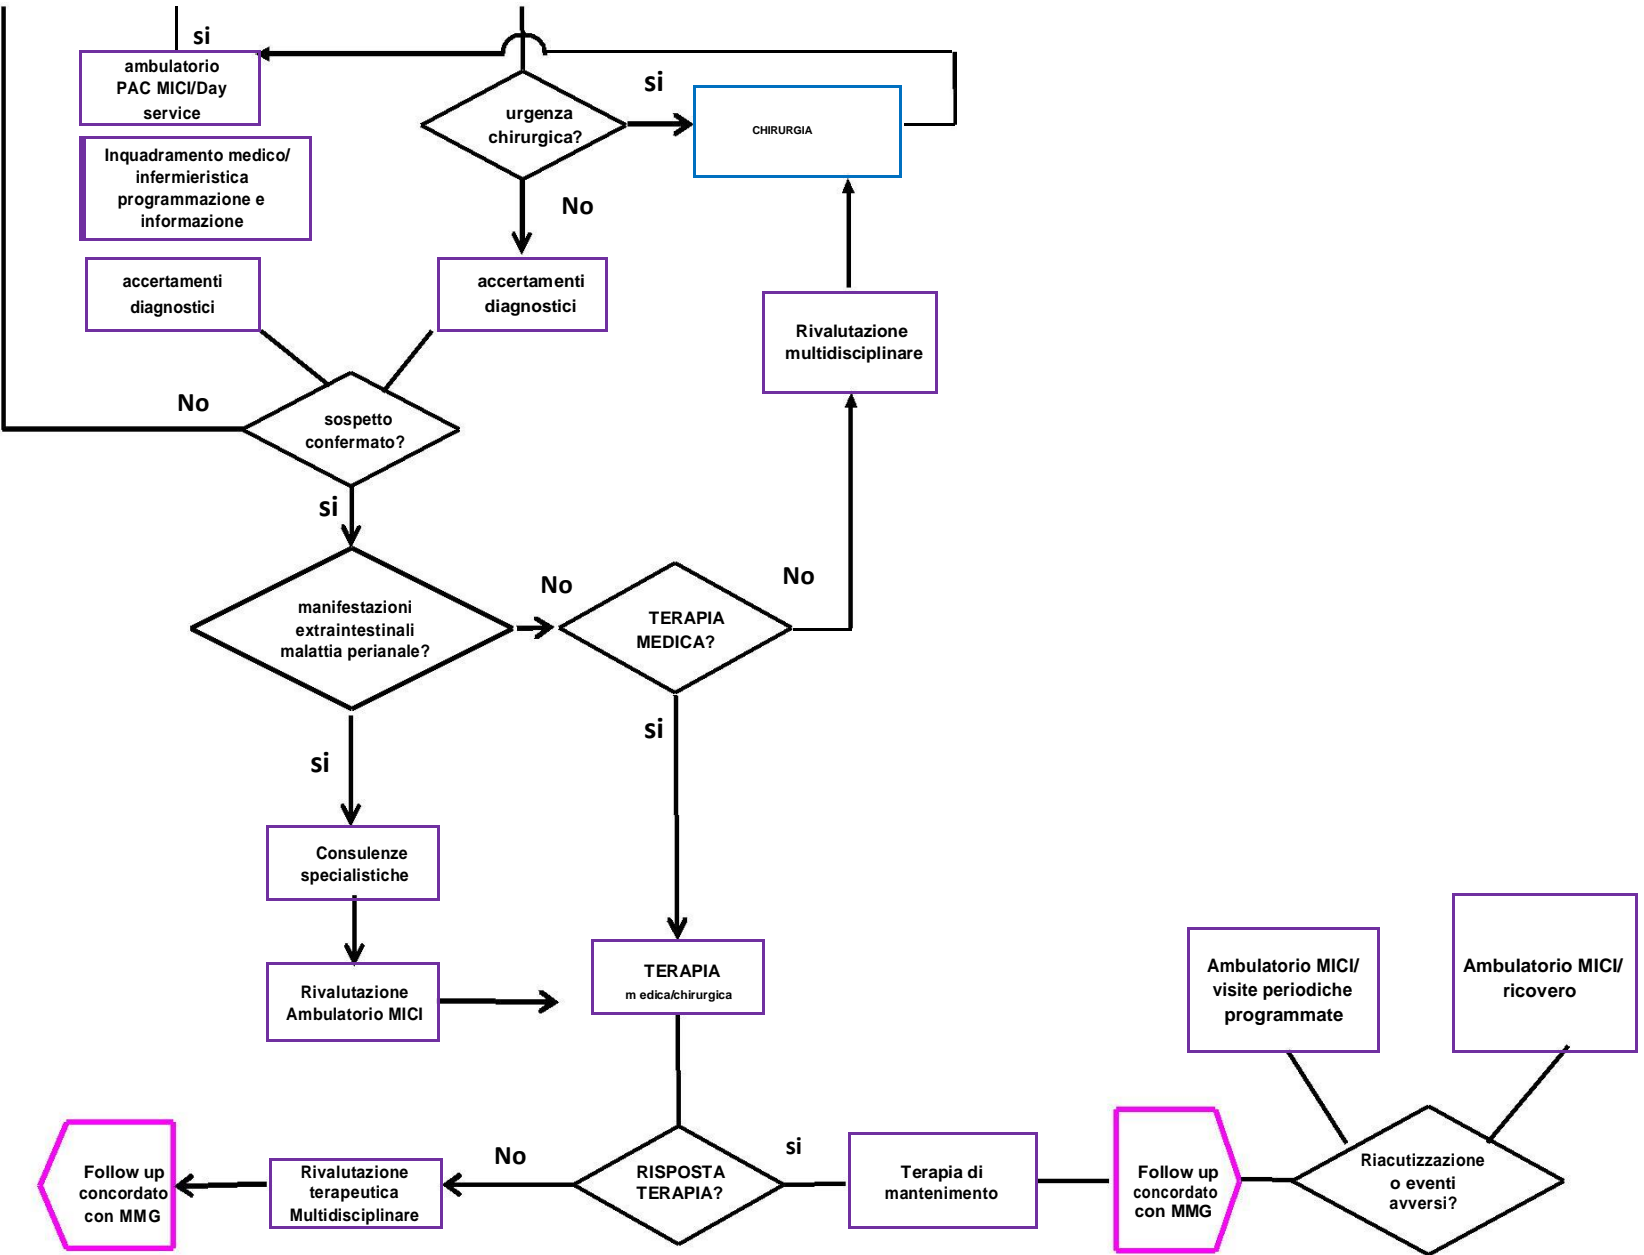 si
ambulatorio
PAC MICI/Day
service
urgenza
chirurgica?
si
CHIRURGIA
Inquadramento medico/
infermieristica
programmazione e
informazione
No
accertamenti
diagnostici
accertamenti
diagnostici
Rivalutazione
multidisciplinare
No
sospetto
confermato?
si
manifestazioni
extraintestinali
malattia perianale?
No
TERAPIA
MEDICA?
No
si
si
Consulenze
specialistiche
Rivalutazione
Ambulatorio MICI
TERAPIA
m edica/chirurgica
Ambulatorio MICI/
visite periodiche
programmate
Ambulatorio MICI/
ricovero
Follow up
concordato
con MMG
Rivalutazione
terapeutica
Multidisciplinare
No
RISPOSTA
TERAPIA?
si
Terapia di
mantenimento
Follow up
concordato
con MMG
Riacutizzazione
o eventi
avversi?